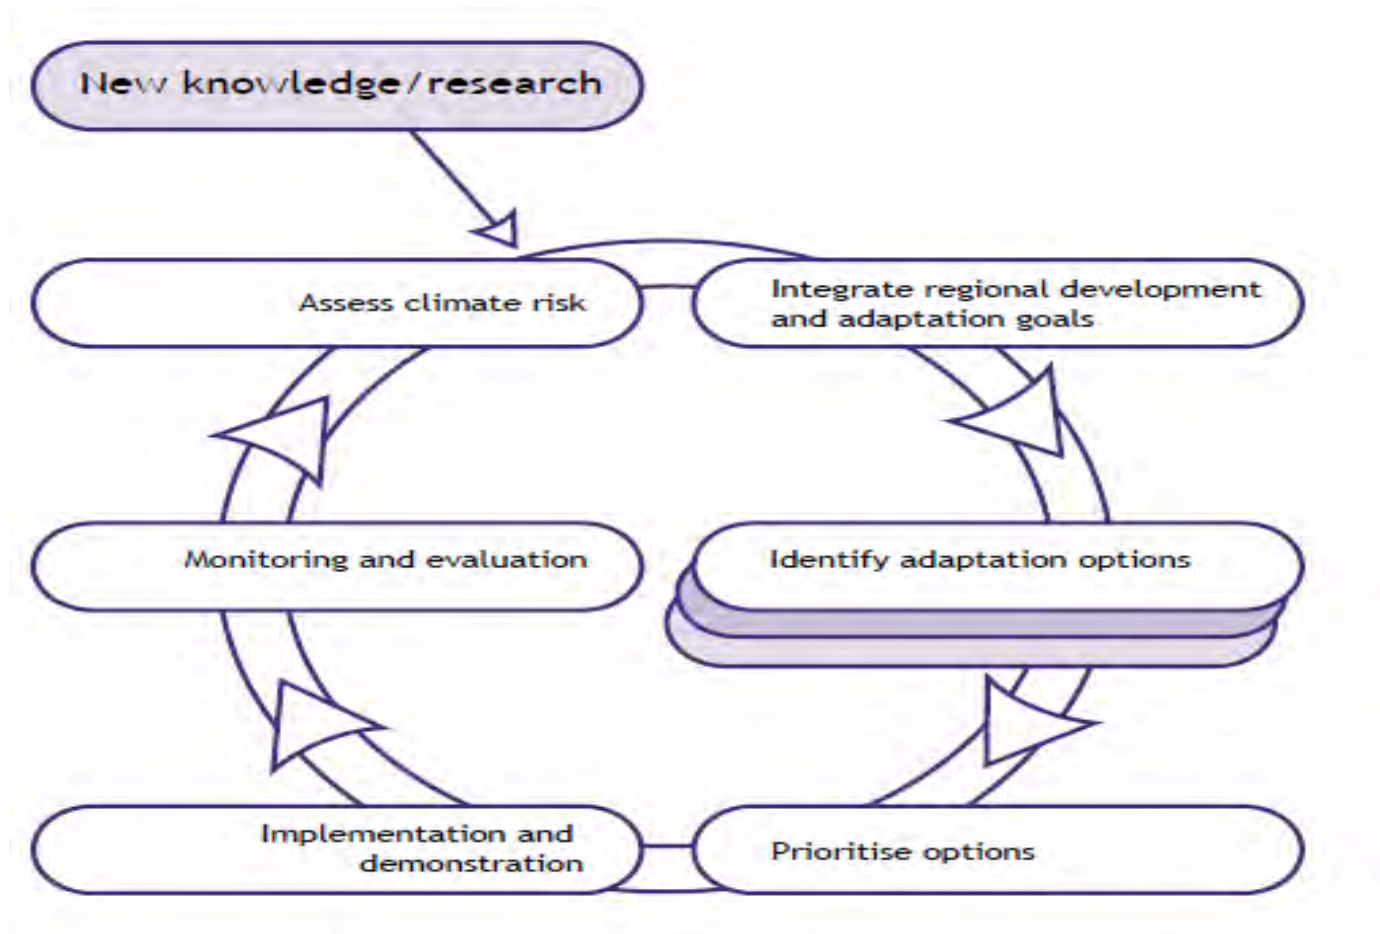 New knowledge/research
Assess climate risk
Integrate regional development
and adaptation goals
Monitoring and evaluation
Identify adaptation options
Implementation and
demonstration
Prioritise options